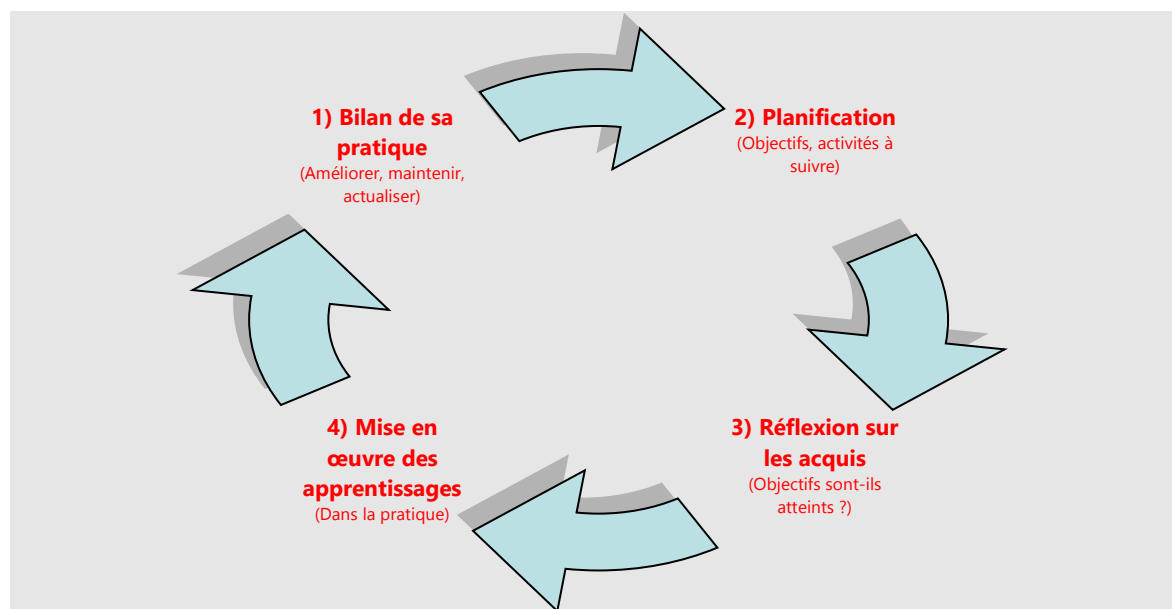 1) Bilan de sa
pratique
(Améliorer, maintenir,
actualiser)
2) Planification
(Objectifs, activités à
suivre)
3) Réflexion sur
les acquis
(Objectifs sont-ils
atteints ?)
4) Mise en
œuvre des
apprentissages
(Dans la pratique)